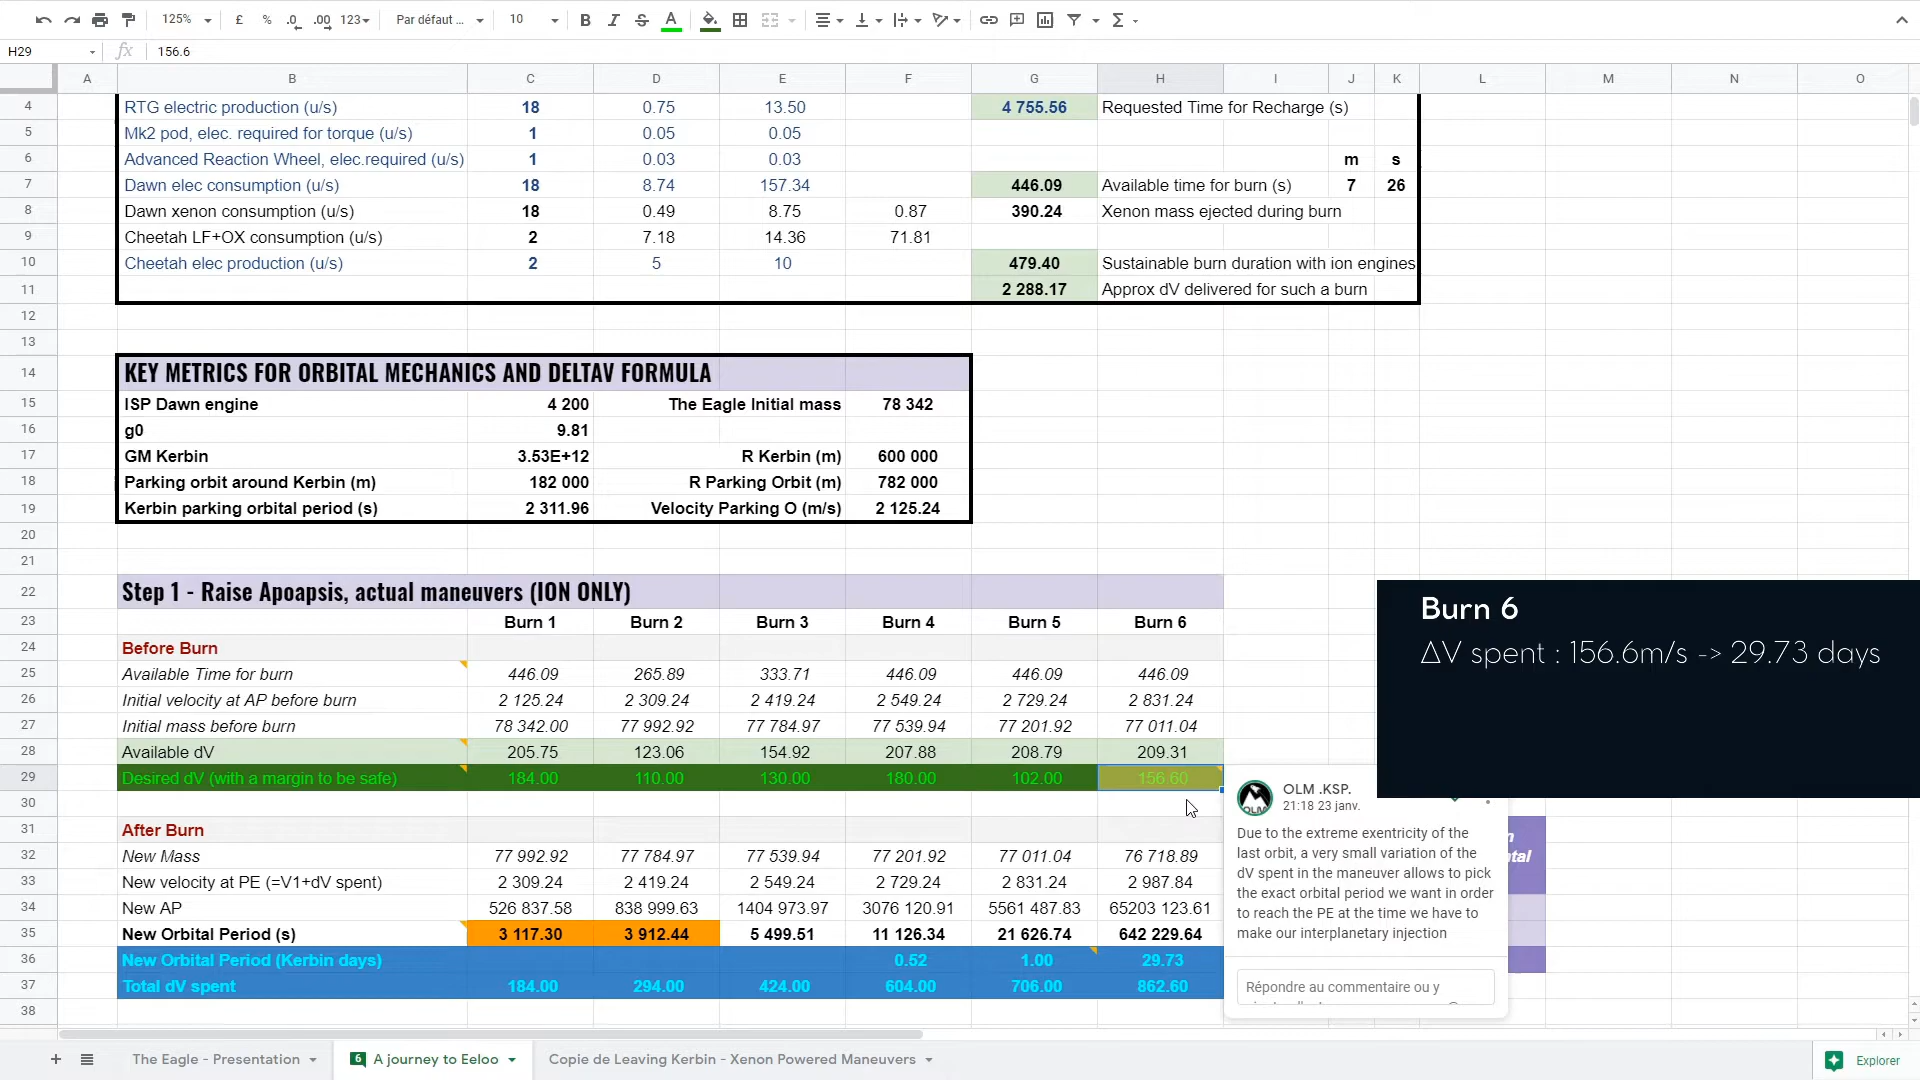 125% £ % .0 .00 123 Par défaut ... 10 B I S A Σ
H29 fx 156.6
A B C D E F G H I J K L M N O
4 RTG electric production (u/s) 18 0.75 13.50 4 755.56 Requested Time for Recharge (s)
5 Mk2 pod, elec. required for torque (u/s) 1 0.05 0.05
6 Advanced Reaction Wheel, elec.required (u/s) 1 0.03 0.03 m s
7 Dawn elec consumption (u/s) 18 8.74 157.34 446.09 Available time for burn (s) 7 26
8 Dawn xenon consumption (u/s) 18 0.49 8.75 0.87 390.24 Xenon mass ejected during burn
9 Cheetah LF+OX consumption (u/s) 2 7.18 14.36 71.81
10 Cheetah elec production (u/s) 2 5 10 479.40 Sustainable burn duration with ion engines
11 2 288.17 Approx dV delivered for such a burn
12
13
14 KEY METRICS FOR ORBITAL MECHANICS AND DELTAV FORMULA
15 ISP Dawn engine 4 200 The Eagle Initial mass 78 342
16 g0 9.81
17 GM Kerbin 3.53E+12 R Kerbin (m) 600 000
18 Parking orbit around Kerbin (m) 182 000 R Parking Orbit (m) 782 000
19 Kerbin parking orbital period (s) 2 311.96 Velocity Parking O (m/s) 2 125.24
20
21
22 Step 1 - Raise Apoapsis, actual maneuvers (ION ONLY)
23 Burn 1 Burn 2 Burn 3 Burn 4 Burn 5 Burn 6
24 Before Burn
25 Available Time for burn 446.09 265.89 333.71 446.09 446.09 446.09
26 Initial velocity at AP before burn 2 125.24 2 309.24 2 419.24 2 549.24 2 729.24 2 831.24
27 Initial mass before burn 78 342.00 77 992.92 77 784.97 77 539.94 77 201.92 77 011.04
28 Available dV 205.75 123.06 154.92 207.88 208.79 209.31
29 Desired dV (with a margin to be safe) 184.00 110.00 130.00 180.00 102.00 156.60
30
31 After Burn
32 New Mass 77 992.92 77 784.97 77 539.94 77 201.92 77 011.04 76 718.89
33 New velocity at PE (=V1+dV spent) 2 309.24 2 419.24 2 549.24 2 729.24 2 831.24 2 987.84
34 New AP 526 837.58 838 999.63 1404 973.97 3076 120.91 5561 487.83 65203 123.61
35 New Orbital Period (s) 3 117.30 3 912.44 5 499.51 11 126.34 21 626.74 642 229.64
36 New Orbital Period (Kerbin days) 0.52 1.00 29.73
37 Total dV spent 184.00 294.00 424.00 604.00 706.00 862.60
38
Burn 6
ΔV spent : 156.6m/s -> 29.73 days
OLM .KSP.
21:18 23 janv.
Due to the extreme exentricity of the
last orbit, a very small variation of the
dV spent in the maneuver allows to pick
the exact orbital period we want in order
to reach the PE at the time we have to
make our interplanetary injection
Répondre au commentaire ou y
+ The Eagle - Presentation 6 A journey to Eeloo Copie de Leaving Kerbin - Xenon Powered Maneuvers Explorer